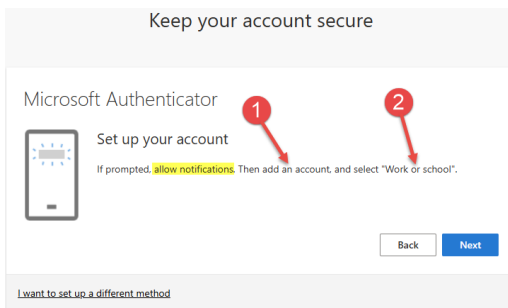 Keep your account secure
Microsoft Authenticator
1
2
Set up your account
If prompted, allow notifications. Then add an account, and select "Work or school".
Back
Next
I want to set up a different method